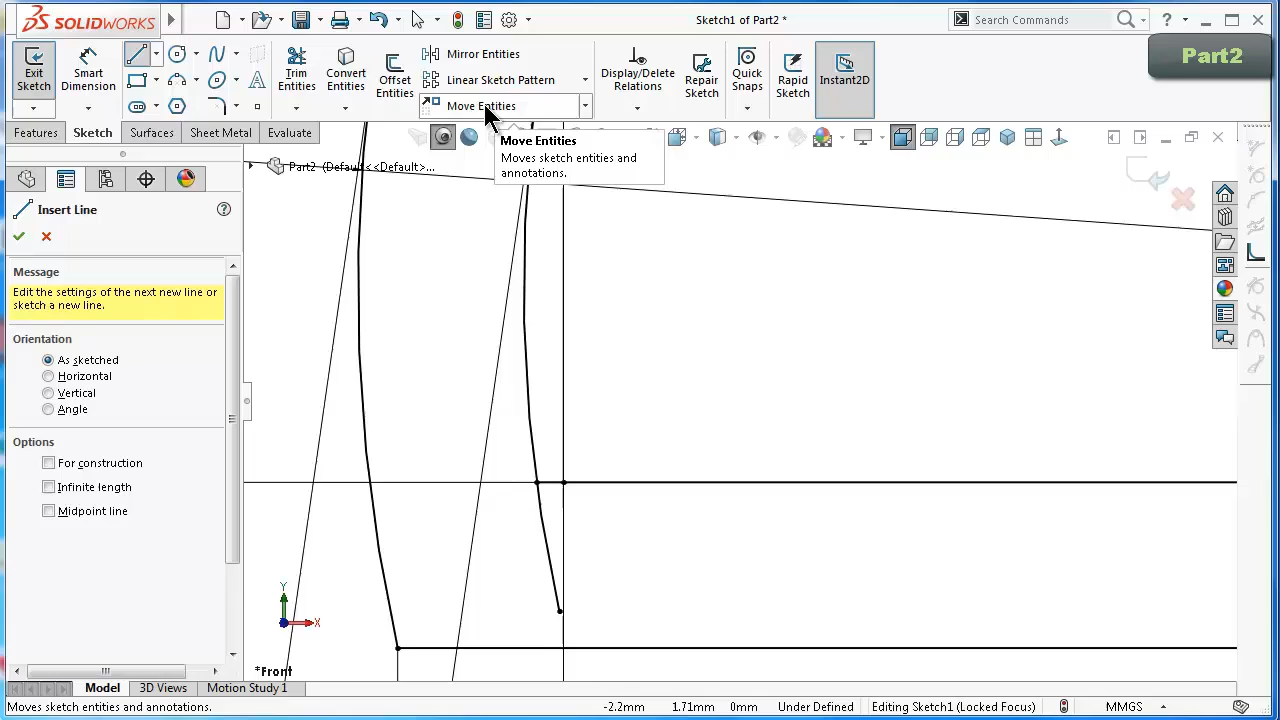 SOLIDWORKS
Sketch1 of Part2 *
Search Commands
?
Part2
Exit Sketch
Smart Dimension
Trim Entities
Convert Entities
Offset Entities
Mirror Entities
Linear Sketch Pattern
Move Entities
Display/Delete Relations
Repair Sketch
Quick Snaps
Rapid Sketch
Instant2D
Features
Sketch
Surfaces
Sheet Metal
Evaluate
Move Entities
Moves sketch entities and
annotations.
Part2 (Default<<Default>...
Insert Line
?
Message
Edit the settings of the next new line or
sketch a new line.
Orientation
As sketched
Horizontal
Vertical
Angle
Options
For construction
Infinite length
Midpoint line
Y
X
*Front
Model
3D Views
Motion Study 1
Moves sketch entities and annotations.
-2.2mm
1.71mm
0mm
Under Defined
Editing Sketch1 (Locked Focus)
MMGS